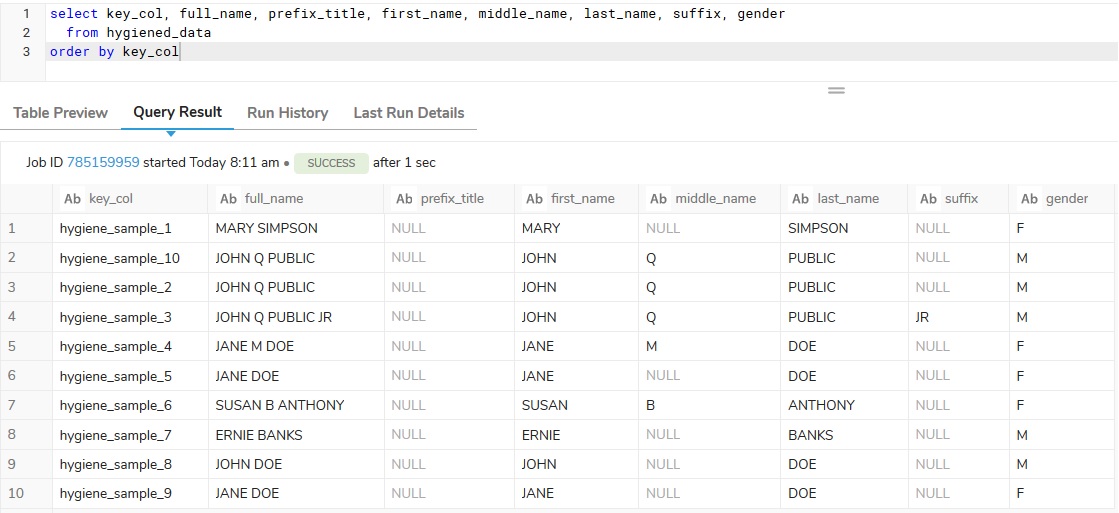 1 select key_col, full_name, prefix_title, first_name, middle_name, last_name, suffix, gender
2 from hygiened_data
3 order by key_col
Table Preview Query Result Run History Last Run Details
Job ID 785159959 started Today 8:11 am • SUCCESS after 1 sec
Ab key_col Ab full_name Ab prefix_title Ab first_name Ab middle_name Ab last_name Ab suffix Ab gender
1 hygiene_sample_1 MARY SIMPSON NULL MARY NULL SIMPSON NULL F
2 hygiene_sample_10 JOHN Q PUBLIC NULL JOHN Q PUBLIC NULL M
3 hygiene_sample_2 JOHN Q PUBLIC NULL JOHN Q PUBLIC NULL M
4 hygiene_sample_3 JOHN Q PUBLIC JR NULL JOHN Q PUBLIC JR M
5 hygiene_sample_4 JANE M DOE NULL JANE M DOE NULL F
6 hygiene_sample_5 JANE DOE NULL JANE NULL DOE NULL F
7 hygiene_sample_6 SUSAN B ANTHONY NULL SUSAN B ANTHONY NULL F
8 hygiene_sample_7 ERNIE BANKS NULL ERNIE NULL BANKS NULL M
9 hygiene_sample_8 JOHN DOE NULL JOHN NULL DOE NULL M
10 hygiene_sample_9 JANE DOE NULL JANE NULL DOE NULL F